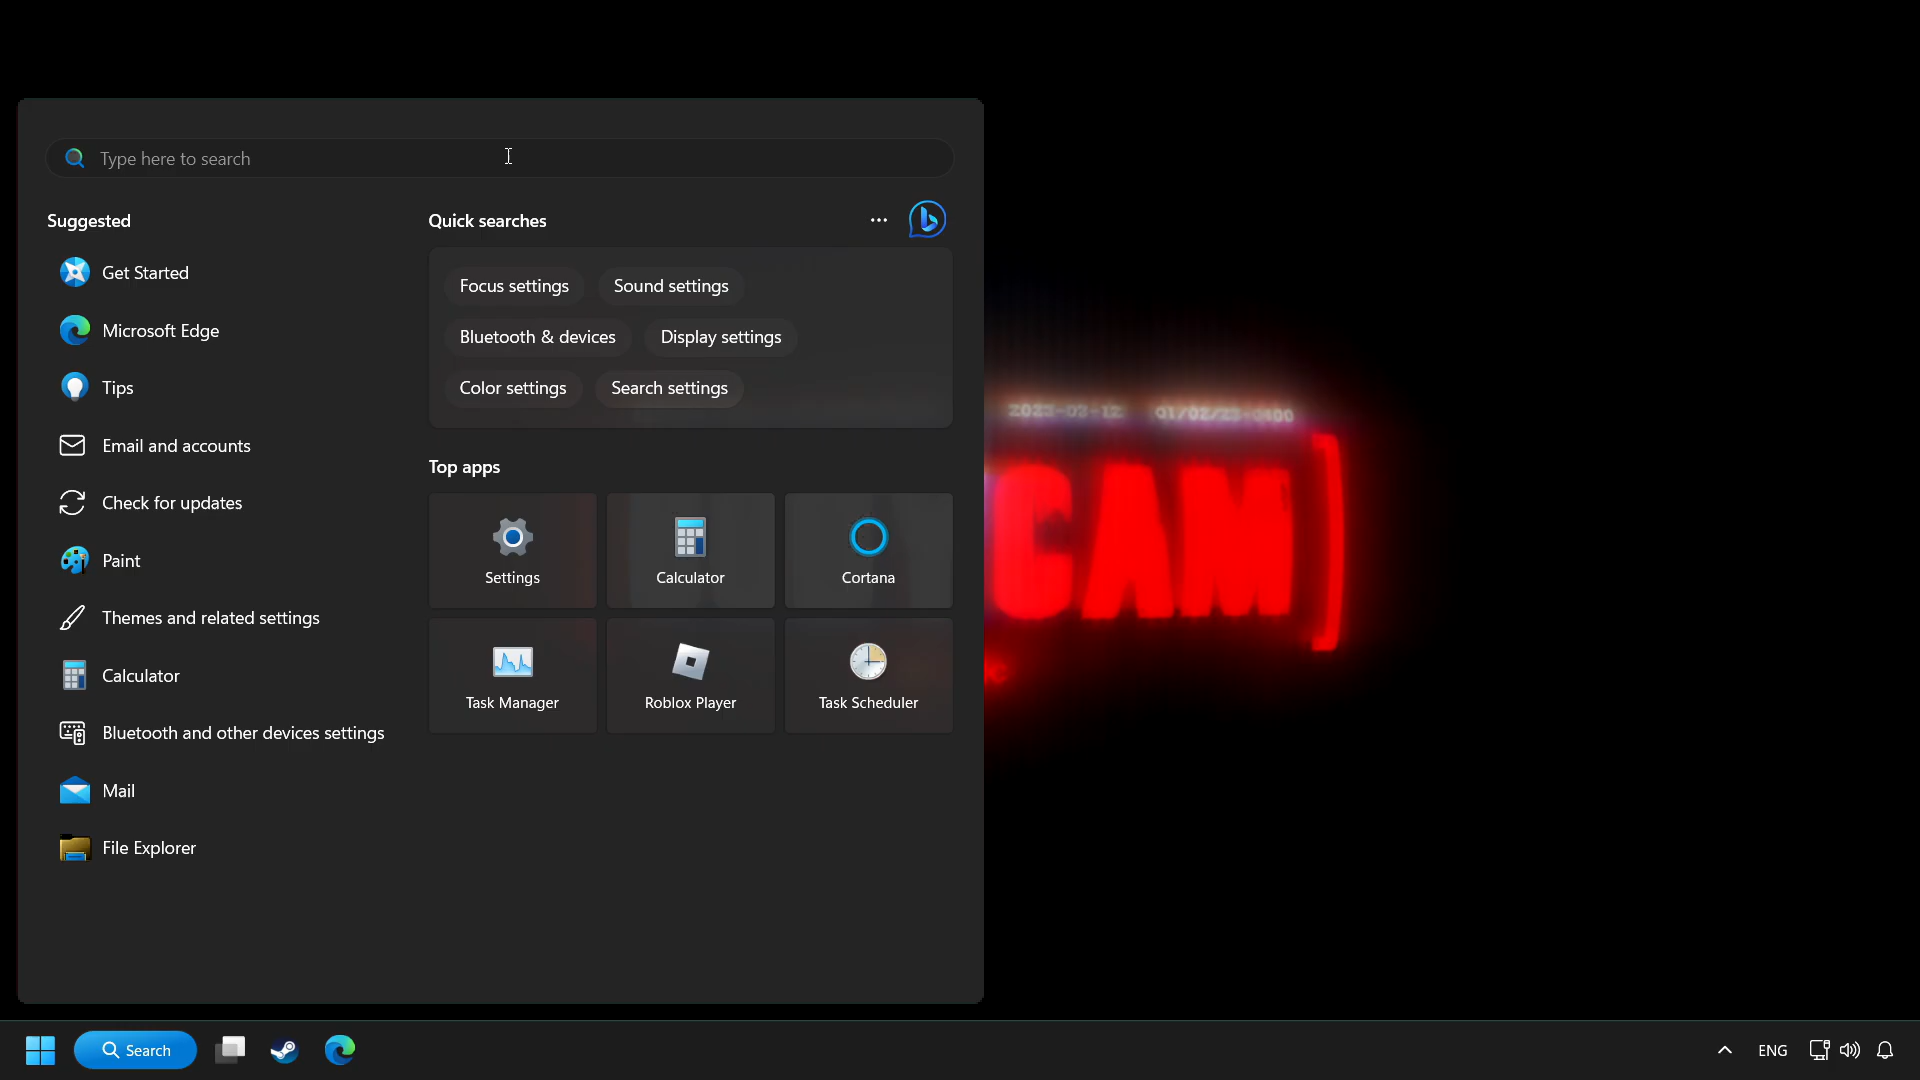 Type here to search
Suggested
Get Started
Microsoft Edge
Tips
Email and accounts
Check for updates
Paint
Themes and related settings
Calculator
Bluetooth and other devices settings
Mail
File Explorer
Quick searches
Focus settings
Sound settings
Bluetooth & devices
Display settings
Color settings
Search settings
Top apps
Settings
Calculator
Cortana
Task Manager
Roblox Player
Task Scheduler
CAM]
Search
ENG